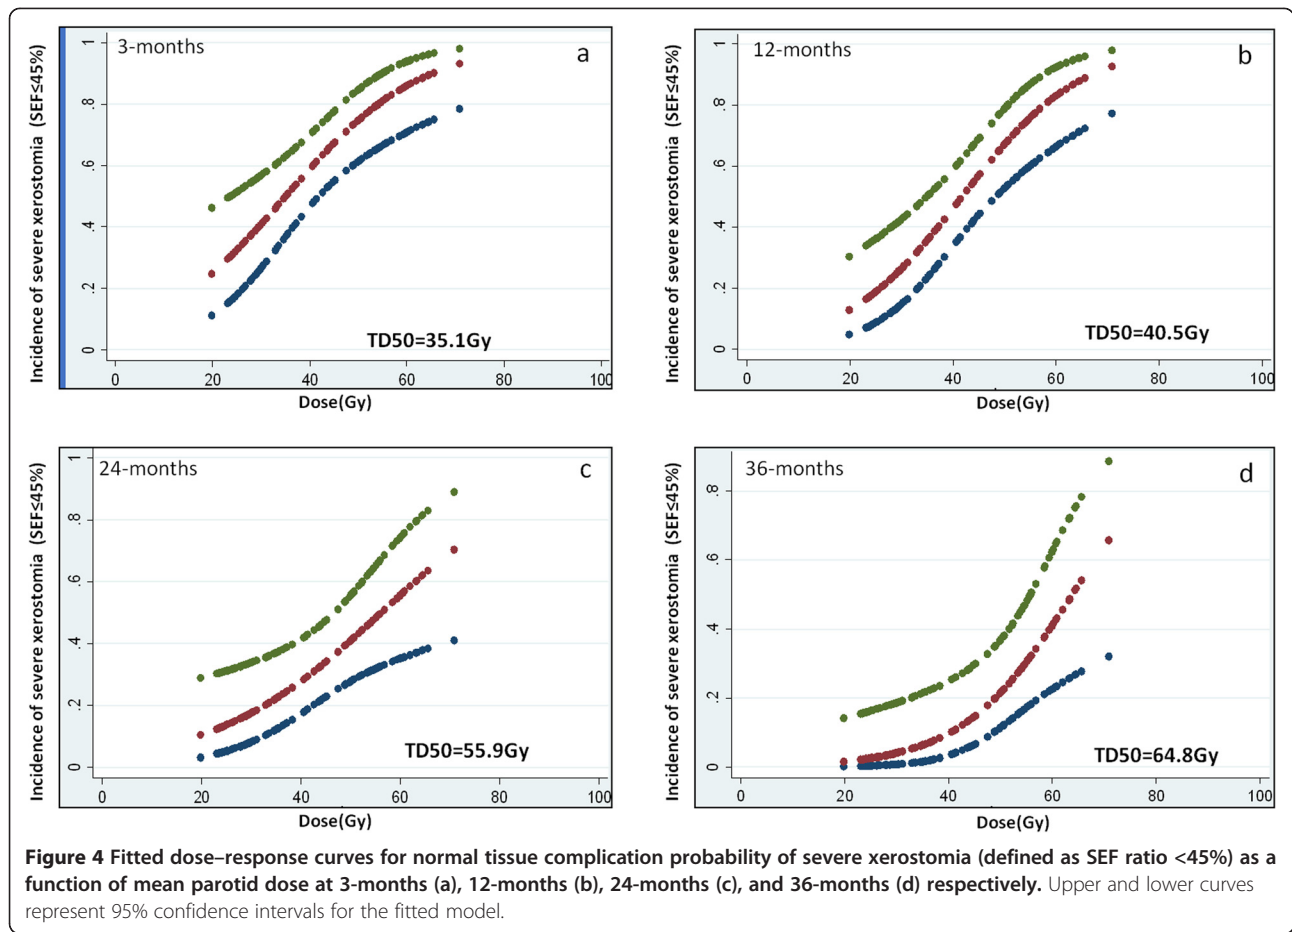 3-months
a
Incidence of severe xerostomia (SEF≤45%)
1
.8
.6
.4
.2
0
TD50=35.1Gy
0 20 40 60 80 100
Dose(Gy)
12-months
b
Incidence of severe xerostomia (SEF≤45%)
1
.8
.6
.4
.2
0
TD50=40.5Gy
0 20 40 60 80 100
Dose(Gy)
24-months
c
Incidence of severe xerostomia (SEF≤45%)
1
.8
.6
.4
.2
0
TD50=55.9Gy
0 20 40 60 80 100
Dose(Gy)
36-months
d
Incidence of severe xerostomia (SEF≤45%)
.8
.6
.4
.2
0
TD50=64.8Gy
0 20 40 60 80 100
Dose(Gy)
Figure 4 Fitted dose–response curves for normal tissue complication probability of severe xerostomia (defined as SEF ratio <45%) as a
function of mean parotid dose at 3-months (a), 12-months (b), 24-months (c), and 36-months (d) respectively. Upper and lower curves
represent 95% confidence intervals for the fitted model.